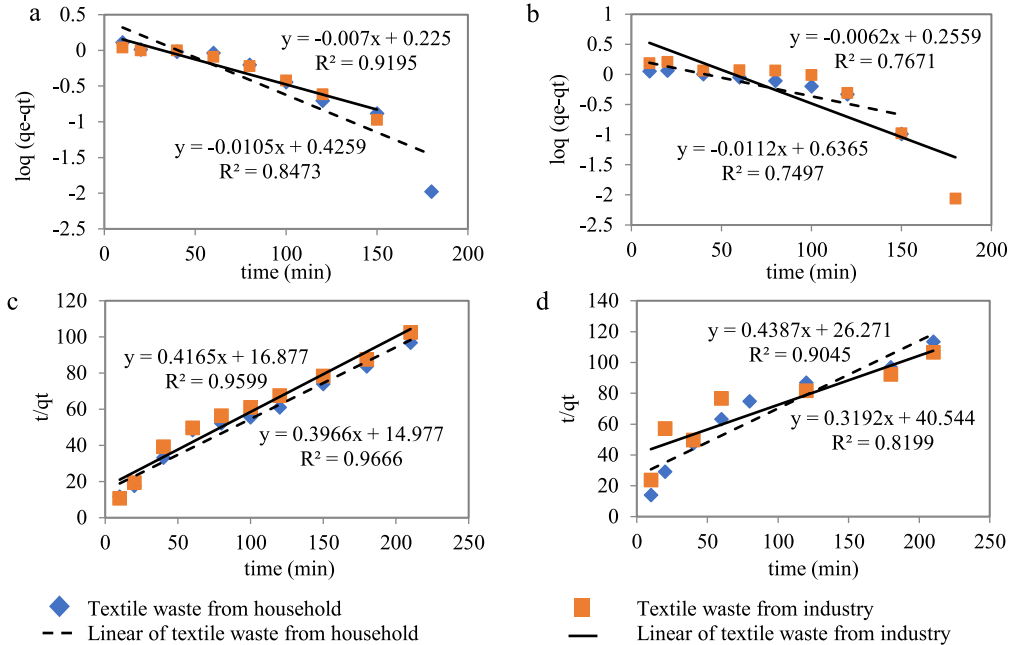 a
0.5
0
-0.5
-1
-1.5
-2
-2.5
loq (qe-qt)
y = -0.007x + 0.225
R² = 0.9195
y = -0.0105x + 0.4259
R² = 0.8473
0 50 100 150 200
time (min)
b
1
0.5
0
-0.5
-1
-1.5
-2
-2.5
loq (qe-qt)
y = -0.0062x + 0.2559
R² = 0.7671
y = -0.0112x + 0.6365
R² = 0.7497
0 50 100 150 200
time (min)
c
120
100
80
60
40
20
0
t/qt
y = 0.4165x + 16.877
R² = 0.9599
y = 0.3966x + 14.977
R² = 0.9666
0 50 100 150 200 250
time (min)
d
140
120
100
80
60
40
20
0
t/qt
y = 0.4387x + 26.271
R² = 0.9045
y = 0.3192x + 40.544
R² = 0.8199
0 50 100 150 200 250
time (min)
Textile waste from household
Textile waste from industry
Linear of textile waste from household
Linear of textile waste from industry